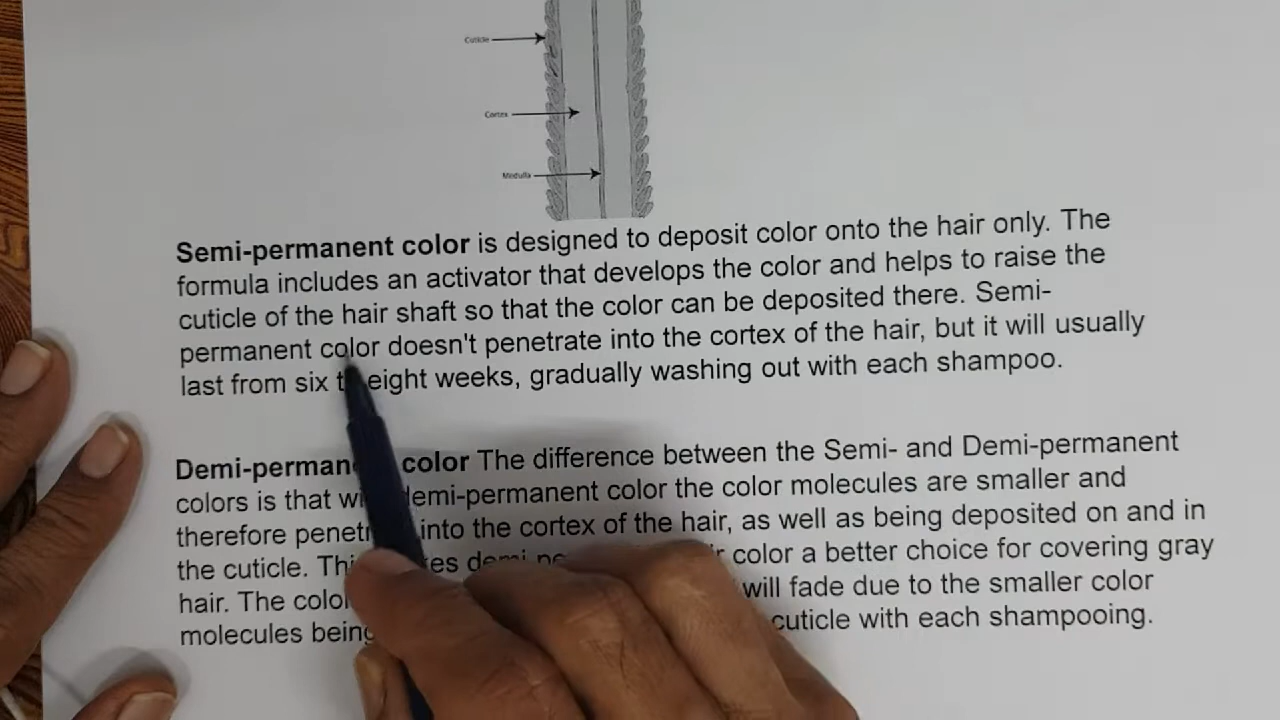 Cuticle
Cortex
Medulla
Semi-permanent color is designed to deposit color onto the hair only. The
formula includes an activator that develops the color and helps to raise the
cuticle of the hair shaft so that the color can be deposited there. Semi-
permanent color doesn't penetrate into the cortex of the hair, but it will usually
last from six eight weeks, gradually washing out with each shampoo.
color The difference between the Semi- and Demi-permanent
colors is that demi-permanent color the color molecules are smaller and
therefore into the cortex of the hair, as well as being deposited on and in
the cuticle. color a better choice for covering gray
hair. The will fade due to the smaller color
molecules cuticle with each shampooing.